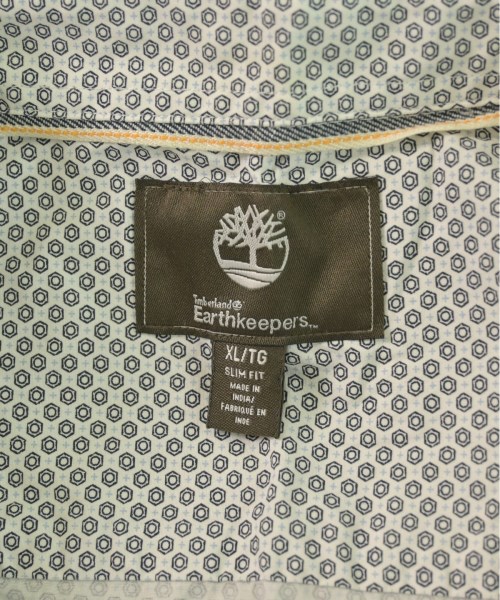 ®
Timberland®
Earthkeepers™
XL/TG
SLIM FIT
MADE IN
INDIA/
FABRIQUÉ EN
INDE